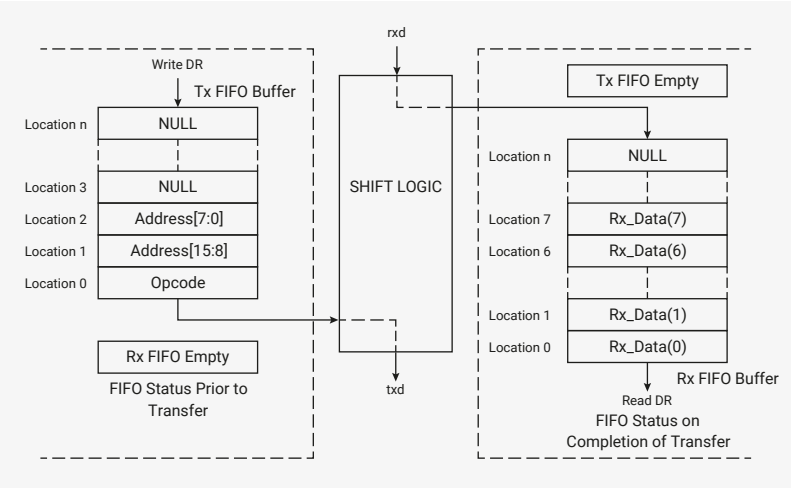 rxd
Write DR
Tx FIFO Buffer
Location n
NULL
Location 3
NULL
Location 2
Address[7:0]
Location 1
Address[15:8]
Location 0
Opcode
Rx FIFO Empty
FIFO Status Prior to
Transfer
SHIFT LOGIC
txd
Tx FIFO Empty
Location n
NULL
Location 7
Rx_Data(7)
Location 6
Rx_Data(6)
Location 1
Rx_Data(1)
Location 0
Rx_Data(0)
Rx FIFO Buffer
Read DR
FIFO Status on
Completion of Transfer